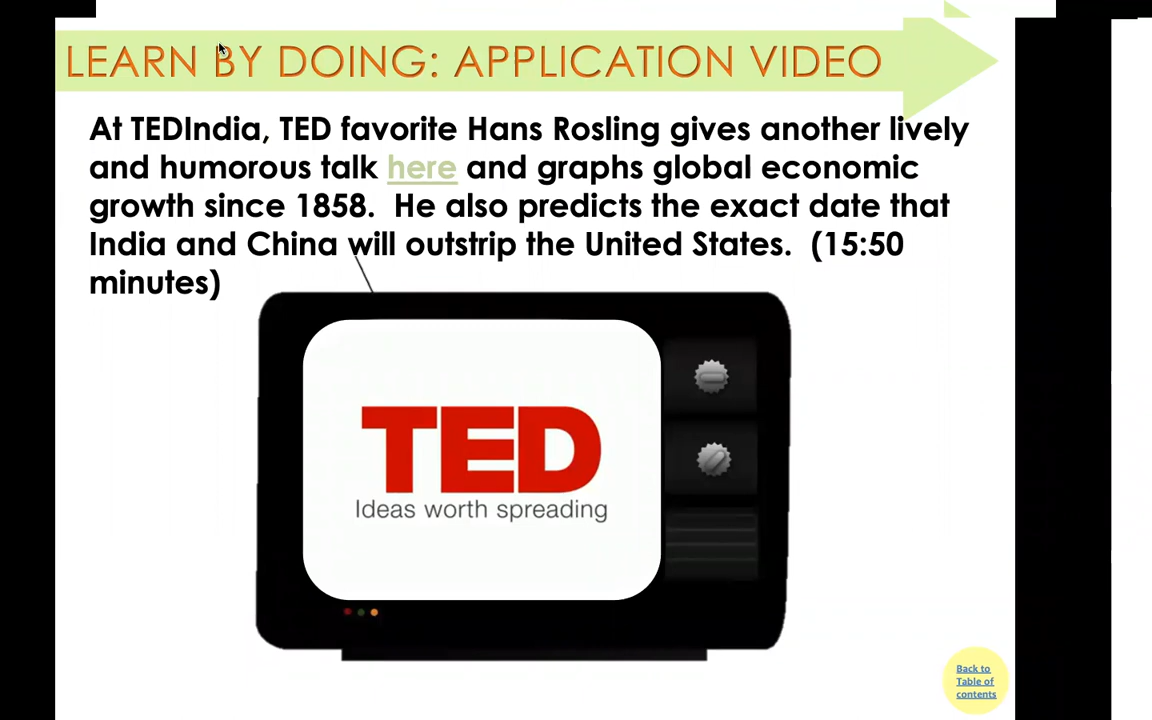 LEARN BY DOING: APPLICATION VIDEO
At TEDIndia, TED favorite Hans Rosling gives another lively
and humorous talk here and graphs global economic
growth since 1858.  He also predicts the exact date that
India and China will outstrip the United States.  (15:50
minutes)
TED
Ideas worth spreading
Back to
Table of
contents